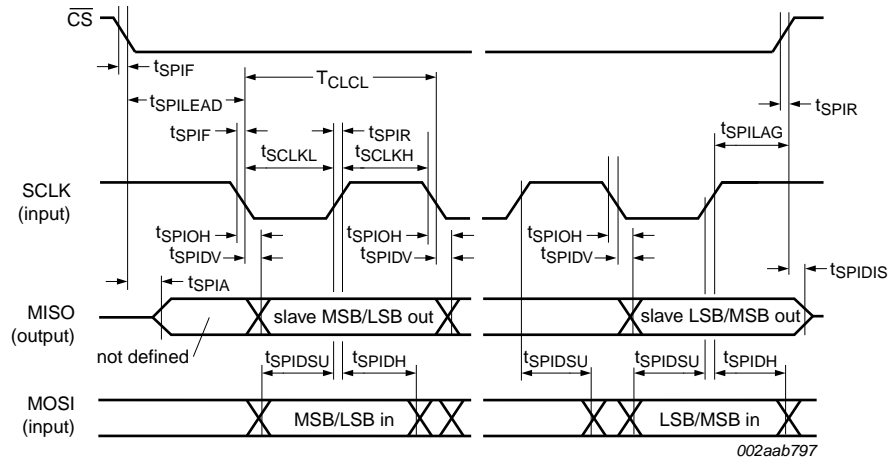 CS
tSPIF
TCLCL
tSPILEAD
tSPIR
tSPIF
tSPIR
tSPILAG
tSCLKL
tSCLKH
SCLK
(input)
tSPIOH
tSPIOH
tSPIOH
tSPIDV
tSPIDV
tSPIDV
tSPIA
tSPIDIS
MISO
(output)
slave MSB/LSB out
slave LSB/MSB out
not defined
tSPIDSU
tSPIDH
tSPIDSU
tSPIDSU
tSPIDH
MOSI
(input)
MSB/LSB in
LSB/MSB in
002aab797